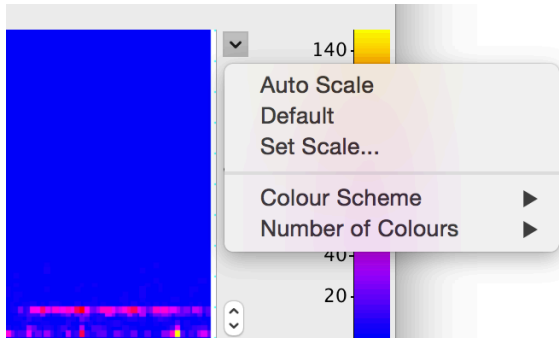 140
Auto Scale
Default
Set Scale...
Colour Scheme
Number of Colours
40
20